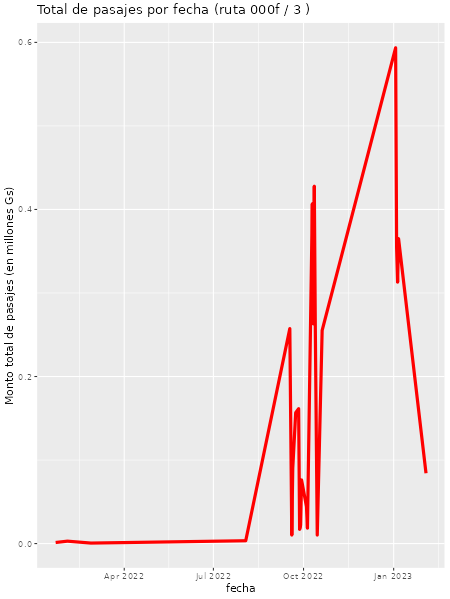 Total de pasajes por fecha (ruta 000f / 3 )
Monto total de pasajes (en millones Gs)
0.6
0.4
0.2
0.0
Apr 2022
Jul 2022
Oct 2022
Jan 2023
fecha